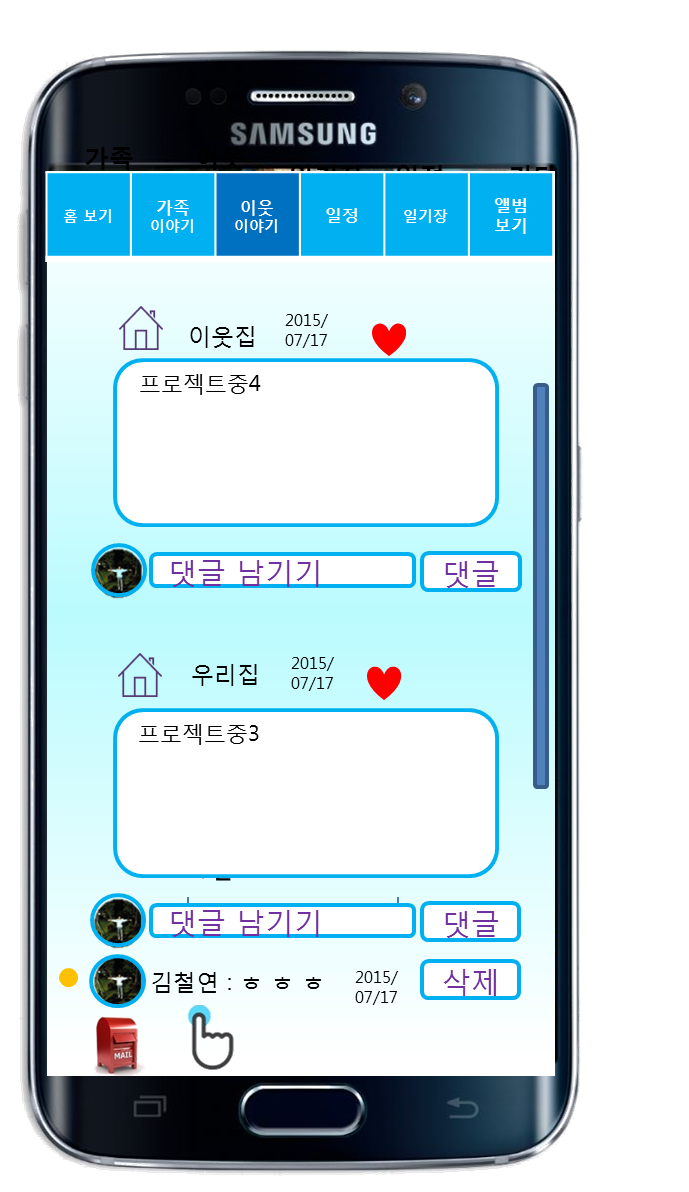 SAMSUNG
가족
홈 보기
가족
이야기
이웃
이야기
일정
일기장
앨범
보기
이웃집
2015/
07/17
프로젝트중4
댓글 남기기
댓글
우리집
2015/
07/17
프로젝트중3
댓글 남기기
댓글
김철연 : ㅎ ㅎ ㅎ
2015/
07/17
삭제
MAIL